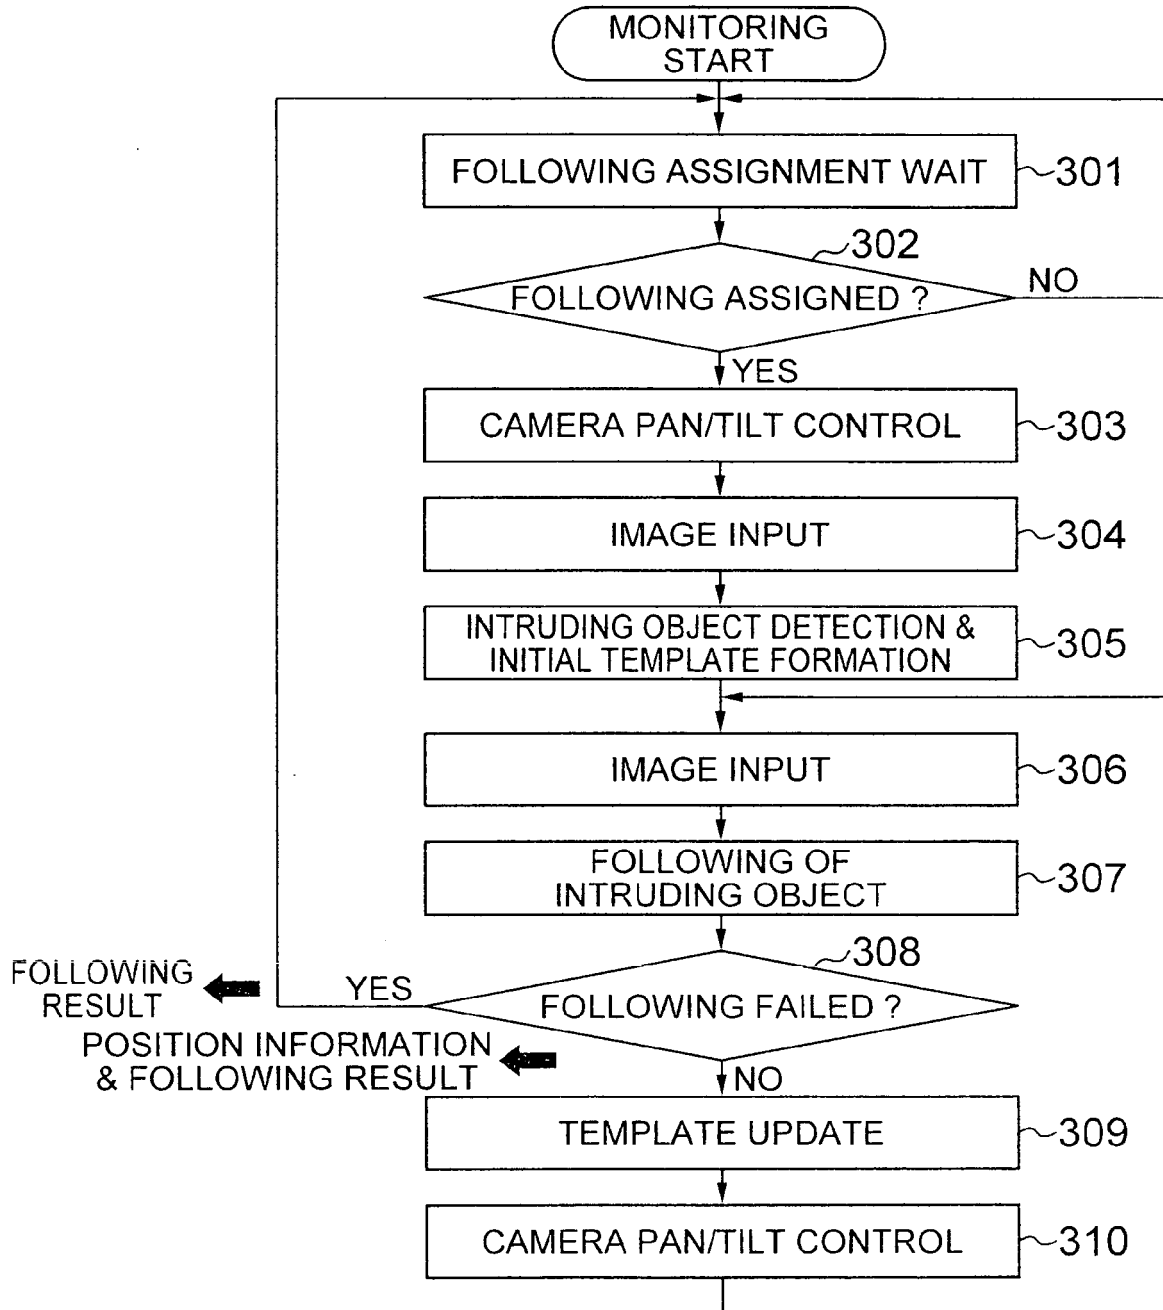 MONITORING
START
FOLLOWING ASSIGNMENT WAIT
301
302
FOLLOWING ASSIGNED ?
NO
YES
CAMERA PAN/TILT CONTROL
303
IMAGE INPUT
304
INTRUDING OBJECT DETECTION &
INITIAL TEMPLATE FORMATION
305
IMAGE INPUT
306
FOLLOWING OF
INTRUDING OBJECT
307
308
FOLLOWING FAILED ?
YES
FOLLOWING
RESULT
POSITION INFORMATION
& FOLLOWING RESULT
NO
TEMPLATE UPDATE
309
CAMERA PAN/TILT CONTROL
310